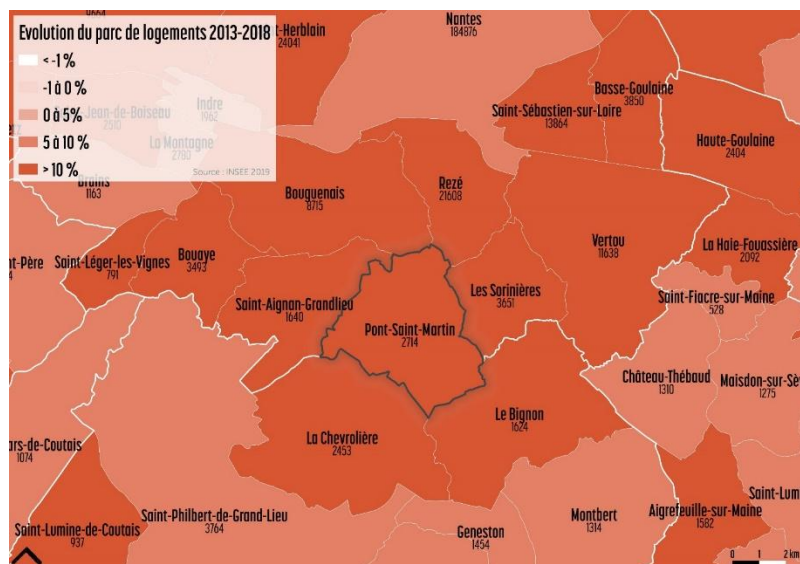 Evolution du parc de logements 2013-2018
< -1 %
-1 à 0 %
0 à 5%
5 à 10 %
> 10 %
Source : INSEE 2019
t-Herblain
24041
Nantes
184876
Basse-Goulaine
3850
Saint-Sébastien-sur-Loire
13864
Haute-Goulaine
2404
Indre
1962
Jean-de-Boiseau
2510
La Montagne
2780
Brains
1163
Bouguenais
8715
Rezé
21608
Vertou
11638
La Haie-Fouassière
2092
nt-Père
Saint-Léger-les-Vignes
791
Bouaye
3493
Saint-Aignan-Grandlieu
1640
Les Sorinières
3651
Saint-Fiacre-sur-Maine
528
Pont-Saint-Martin
2714
Château-Thébaud
1310
Maisdon-sur-Sè
1275
Le Bignon
1624
La Chevrolière
2453
ars-de-Coutais
1074
Saint-Philbert-de-Grand-Lieu
3764
Saint-Lumine-de-Coutais
937
Geneston
1454
Montbert
1314
Aigrefeuille-sur-Maine
1582
Saint-Lum
0 1 2 km